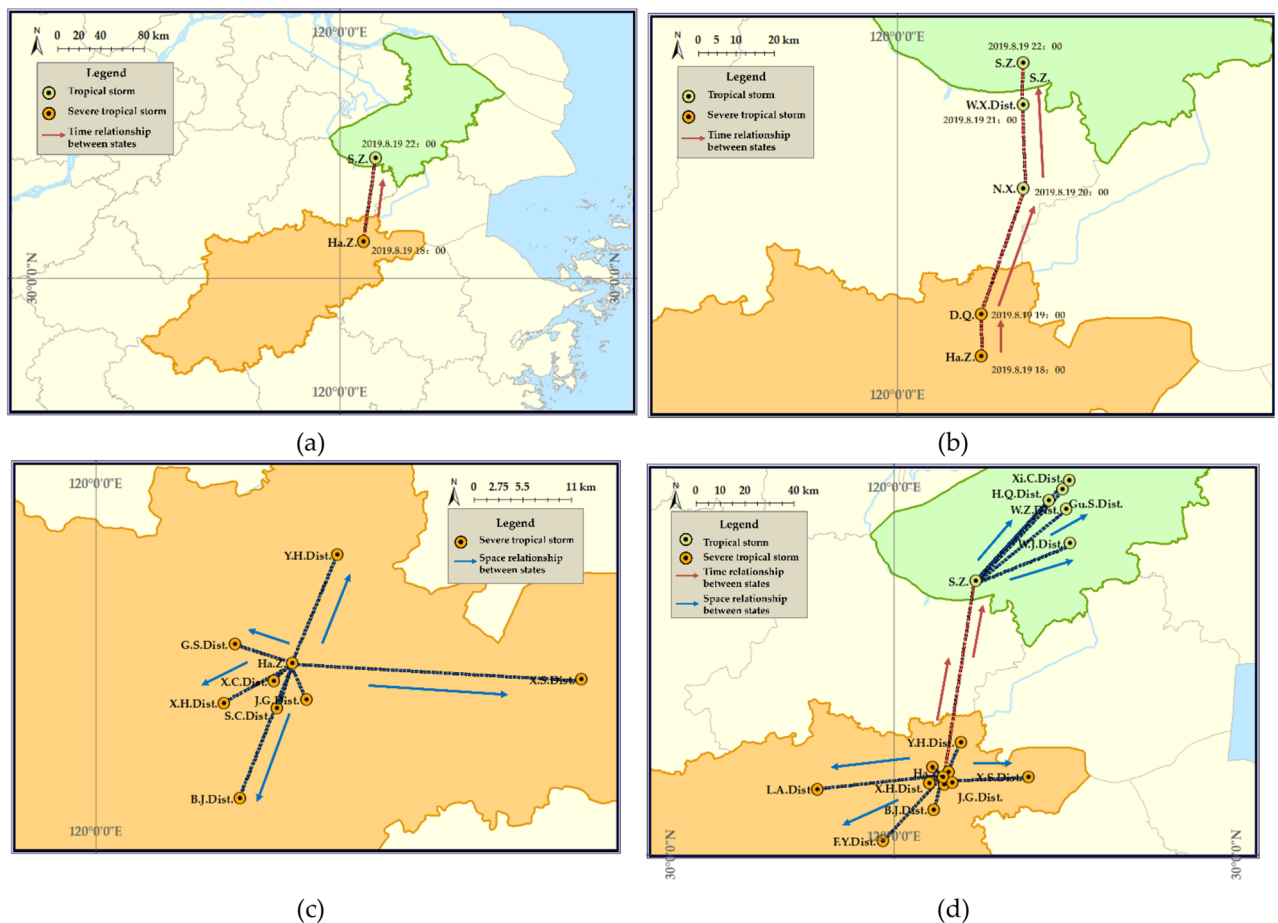 120°0'0"E
N
0 20 40 80 km
Legend
Tropical storm
Severe tropical storm
Time relationship
between states
2019.8.19 22：00
S.Z.
Ha.Z.
2019.8.19 18：00
30°0'0"N
30°0'0"N
120°0'0"E
(a)
120°0'0"E
N
0 5 10 20 km
Legend
Tropical storm
Severe tropical storm
Time relationship
between states
2019.8.19 22：00
S.Z.
S.Z.
W.X.Dist.
2019.8.19 21：00
N.X.
2019.8.19 20：00
D.Q.
2019.8.19 19：00
Ha.Z.
2019.8.19 18：00
120°0'0"E
(b)
120°0'0"E
N
0 2.75 5.5 11 km
Legend
Severe tropical storm
Space relationship
between states
Y.H.Dist.
G.S.Dist.
Ha.Z.
X.C.Dist.
X.S.Dist.
X.H.Dist.
J.G.Dist.
S.C.Dist.
B.J.Dist.
120°0'0"E
(c)
120°0'0"E
N
0 10 20 40 km
Legend
Tropical storm
Severe tropical storm
Time relationship
between states
Space relationship
between states
Xi.C.Dist.
H.Q.Dist.
W.Z.Dist.
Gu.S.Dist.
W.J.Dist.
S.Z.
Y.H.Dist.
Ha.Z.
X.S.Dist.
L.A.Dist.
X.H.Dist.
J.G.Dist.
B.J.Dist.
F.Y.Dist.
120°0'0"E
30°0'0"N
30°0'0"N
(d)